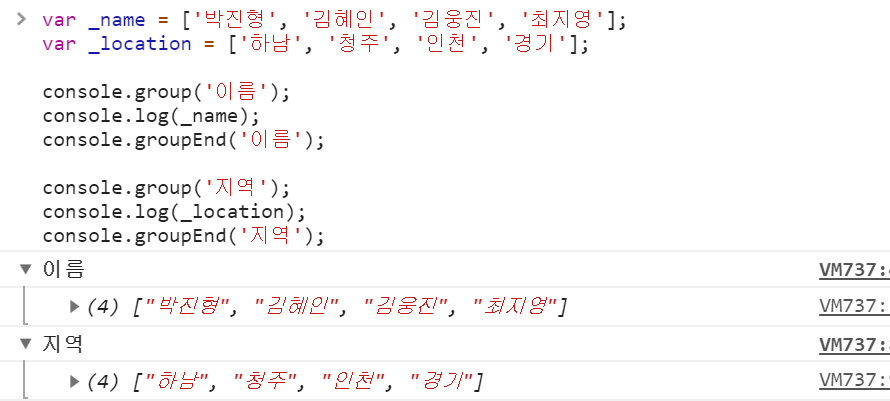 > var _name = ['박진형', '김혜인', '김웅진', '최지영'];
var _location = ['하남', '청주', '인천', '경기'];
console.group('이름');
console.log(_name);
console.groupEnd('이름');
console.group('지역');
console.log(_location);
console.groupEnd('지역');
▼ 이름 VM737:
▶ (4) ["박진형", "김혜인", "김웅진", "최지영"] VM737:
▼ 지역 VM737:
▶ (4) ["하남", "청주", "인천", "경기"] VM737: